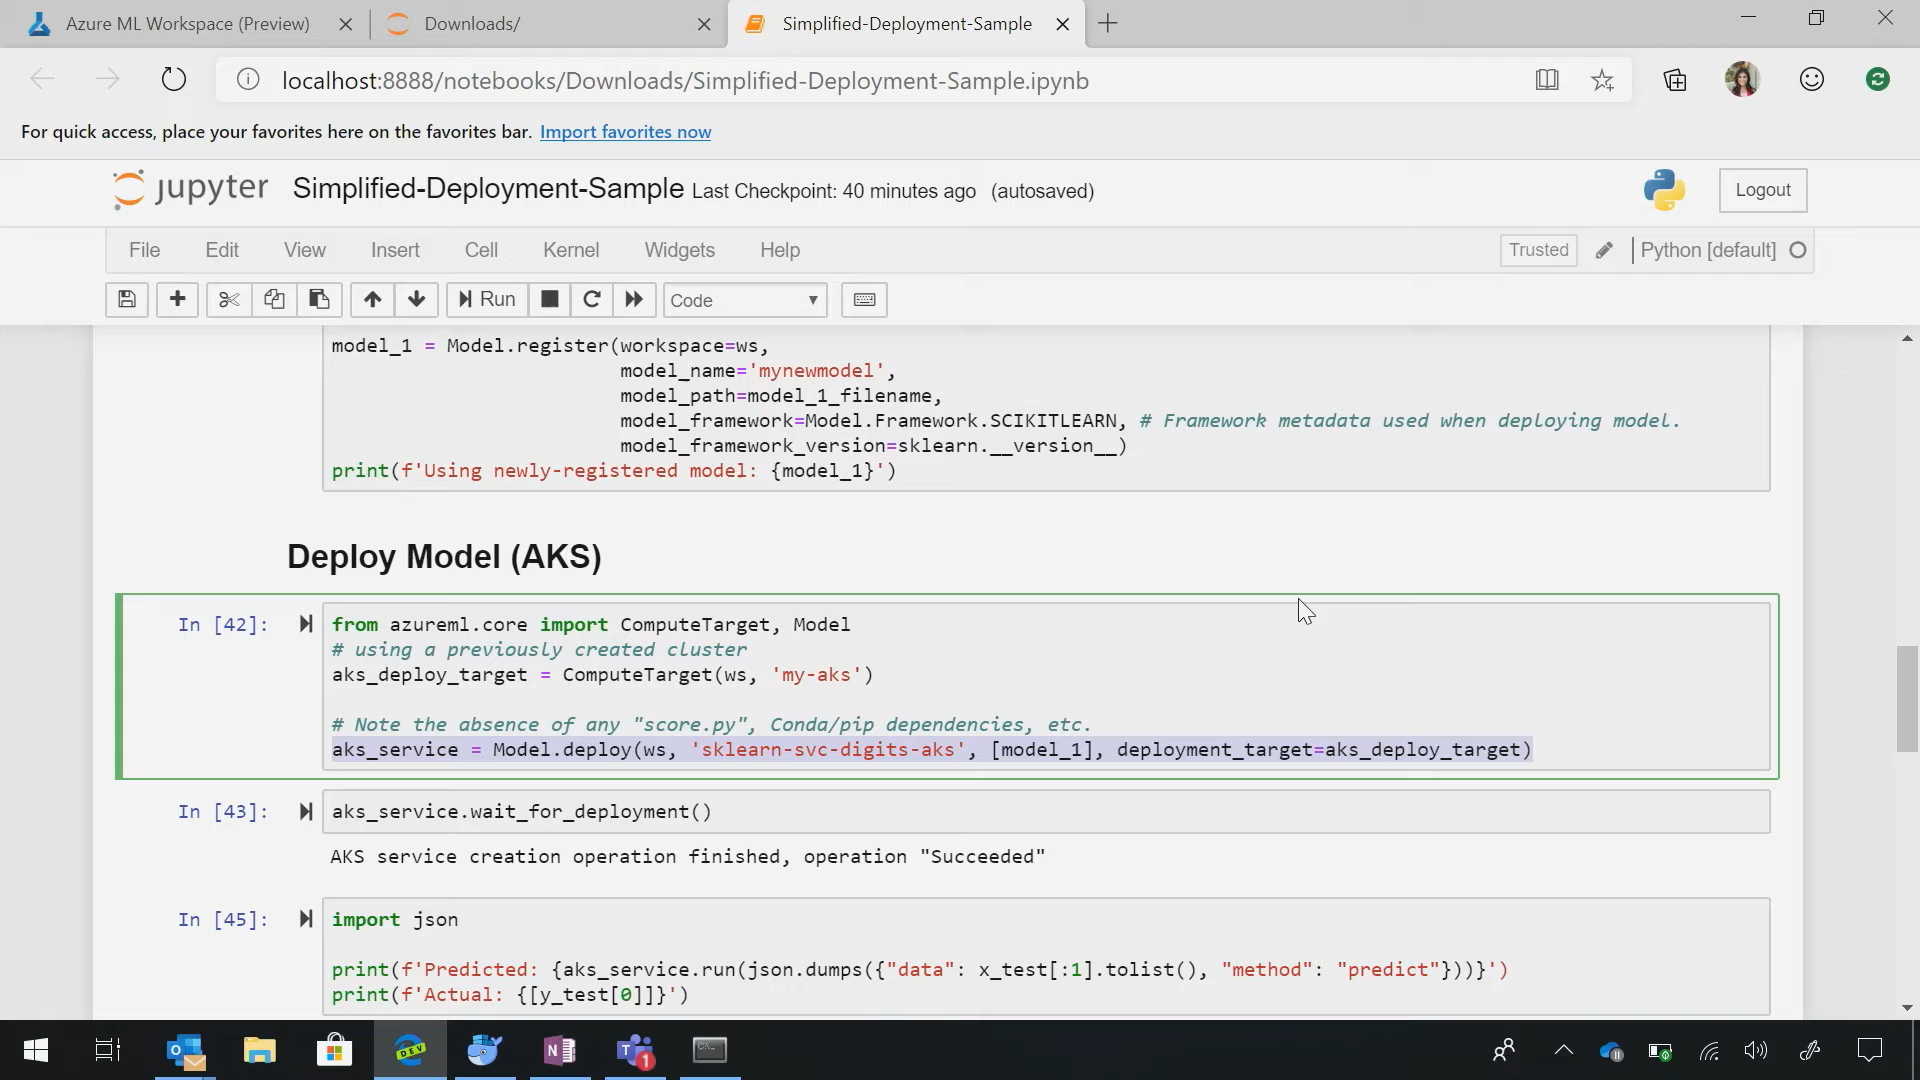 Azure ML Workspace (Preview)
Downloads/
Simplified-Deployment-Sample
localhost:8888/notebooks/Downloads/Simplified-Deployment-Sample.ipynb
For quick access, place your favorites here on the favorites bar. Import favorites now
jupyter Simplified-Deployment-Sample Last Checkpoint: 40 minutes ago (autosaved)
Logout
File Edit View Insert Cell Kernel Widgets Help
Trusted Python [default]
Run Code
model_1 = Model.register(workspace=ws,
model_name='mynewmodel',
model_path=model_1_filename,
model_framework=Model.Framework.SCIKITLEARN, # Framework metadata used when deploying model.
model_framework_version=sklearn.__version__)
print(f'Using newly-registered model: {model_1}')
Deploy Model (AKS)
In [42]:
from azureml.core import ComputeTarget, Model
# using a previously created cluster
aks_deploy_target = ComputeTarget(ws, 'my-aks')
# Note the absence of any "score.py", Conda/pip dependencies, etc.
aks_service = Model.deploy(ws, 'sklearn-svc-digits-aks', [model_1], deployment_target=aks_deploy_target)
In [43]: aks_service.wait_for_deployment()
AKS service creation operation finished, operation "Succeeded"
In [45]: import json
print(f'Predicted: {aks_service.run(json.dumps({"data": x_test[:1].tolist(), "method": "predict"}))}')
print(f'Actual: {[y_test[0]]}')
DEV
1